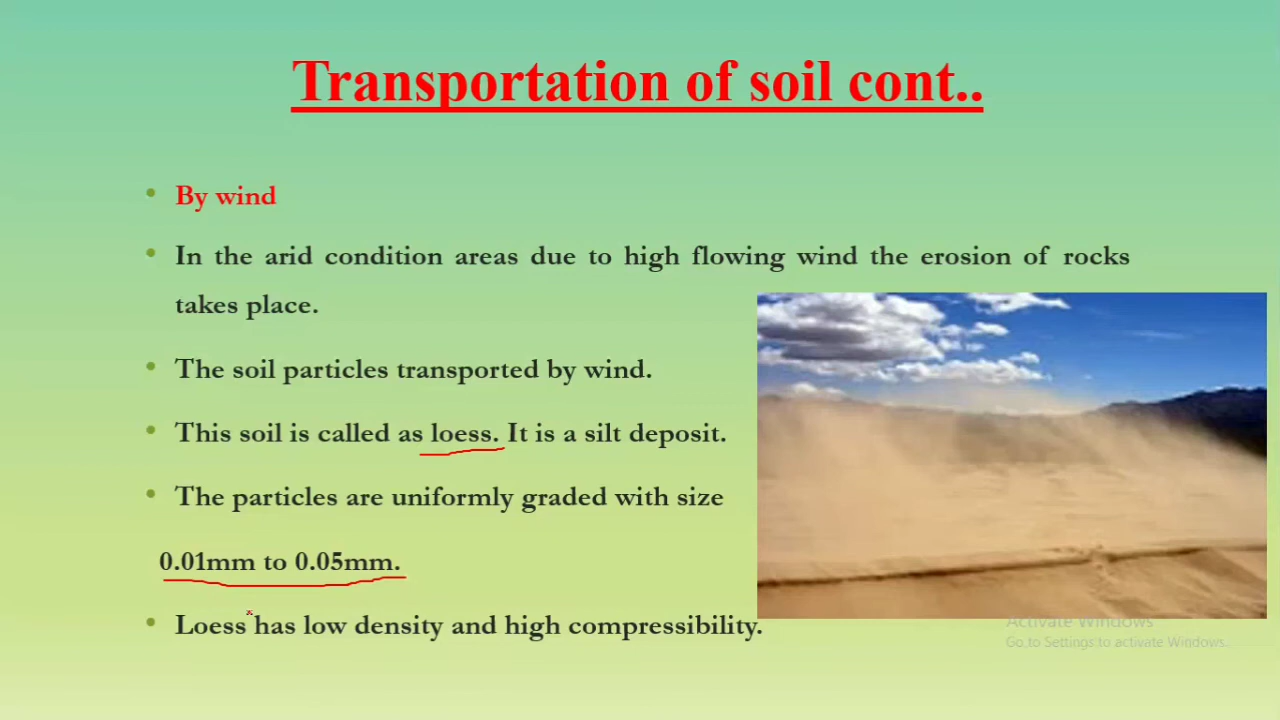 Transportation of soil cont..
• By wind
• In the arid condition areas due to high flowing wind the erosion of rocks
takes place.
• The soil particles transported by wind.
• This soil is called as loess. It is a silt deposit.
• The particles are uniformly graded with size
0.01mm to 0.05mm.
• Loess has low density and high compressibility.
Activate Windows
Go to Settings to activate Windows.